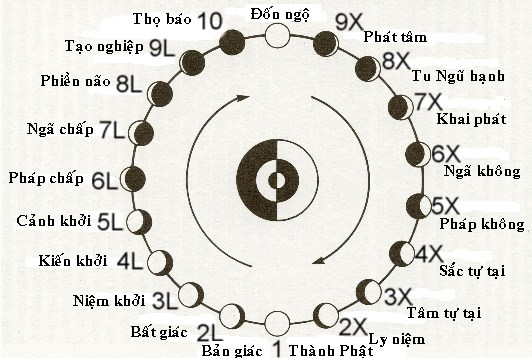 Đốn ngộ
Thọ báo 10
9X Phát tâm
Tạo nghiệp 9L
8X Tu Ngũ hạnh
Phiền não 8L
7X Khai phát
Ngã chấp 7L
6X Ngã không
Pháp chấp 6L
5X Pháp không
Cảnh khởi 5L
4X Sắc tự tại
Kiến khởi 4L
3X Tâm tự tại
Niệm khởi 3L
2X Ly niệm
Bất giác 2L
Bản giác 1 Thành Phật